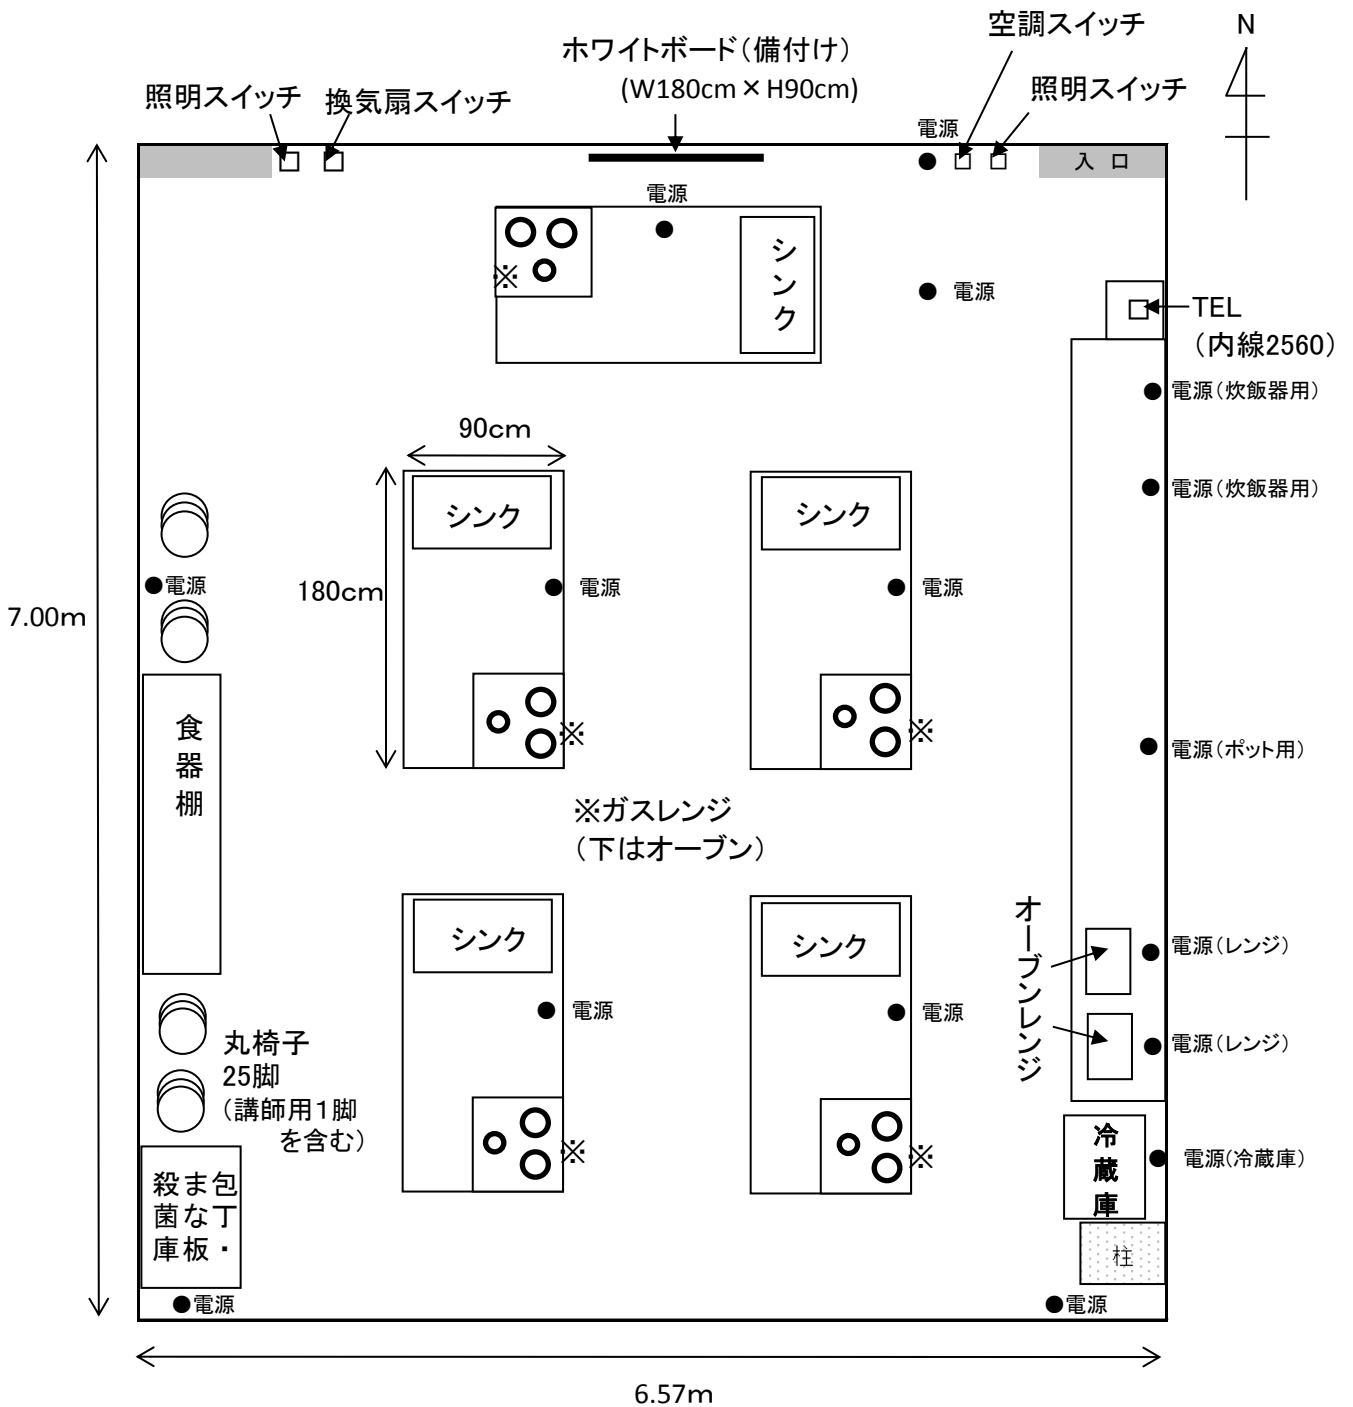 空調スイッチ
N
ホワイトボード(備付け)
(W180cm×H90cm)
照明スイッチ
換気扇スイッチ
照明スイッチ
電源
入 口
電源
シンク
※
電源
TEL
(内線2560)
電源(炊飯器用)
90cm
電源(炊飯器用)
シンク
シンク
電源
180cm
電源
電源
7.00m
食器棚
※
※
電源(ポット用)
※ガスレンジ
(下はオーブン)
オーブンレンジ
シンク
シンク
電源(レンジ)
電源
電源
丸椅子
25脚
(講師用1脚
を含む)
電源(レンジ)
冷蔵庫
電源(冷蔵庫)
※
※
包丁・
まな板
殺菌庫
柱
電源
電源
6.57m